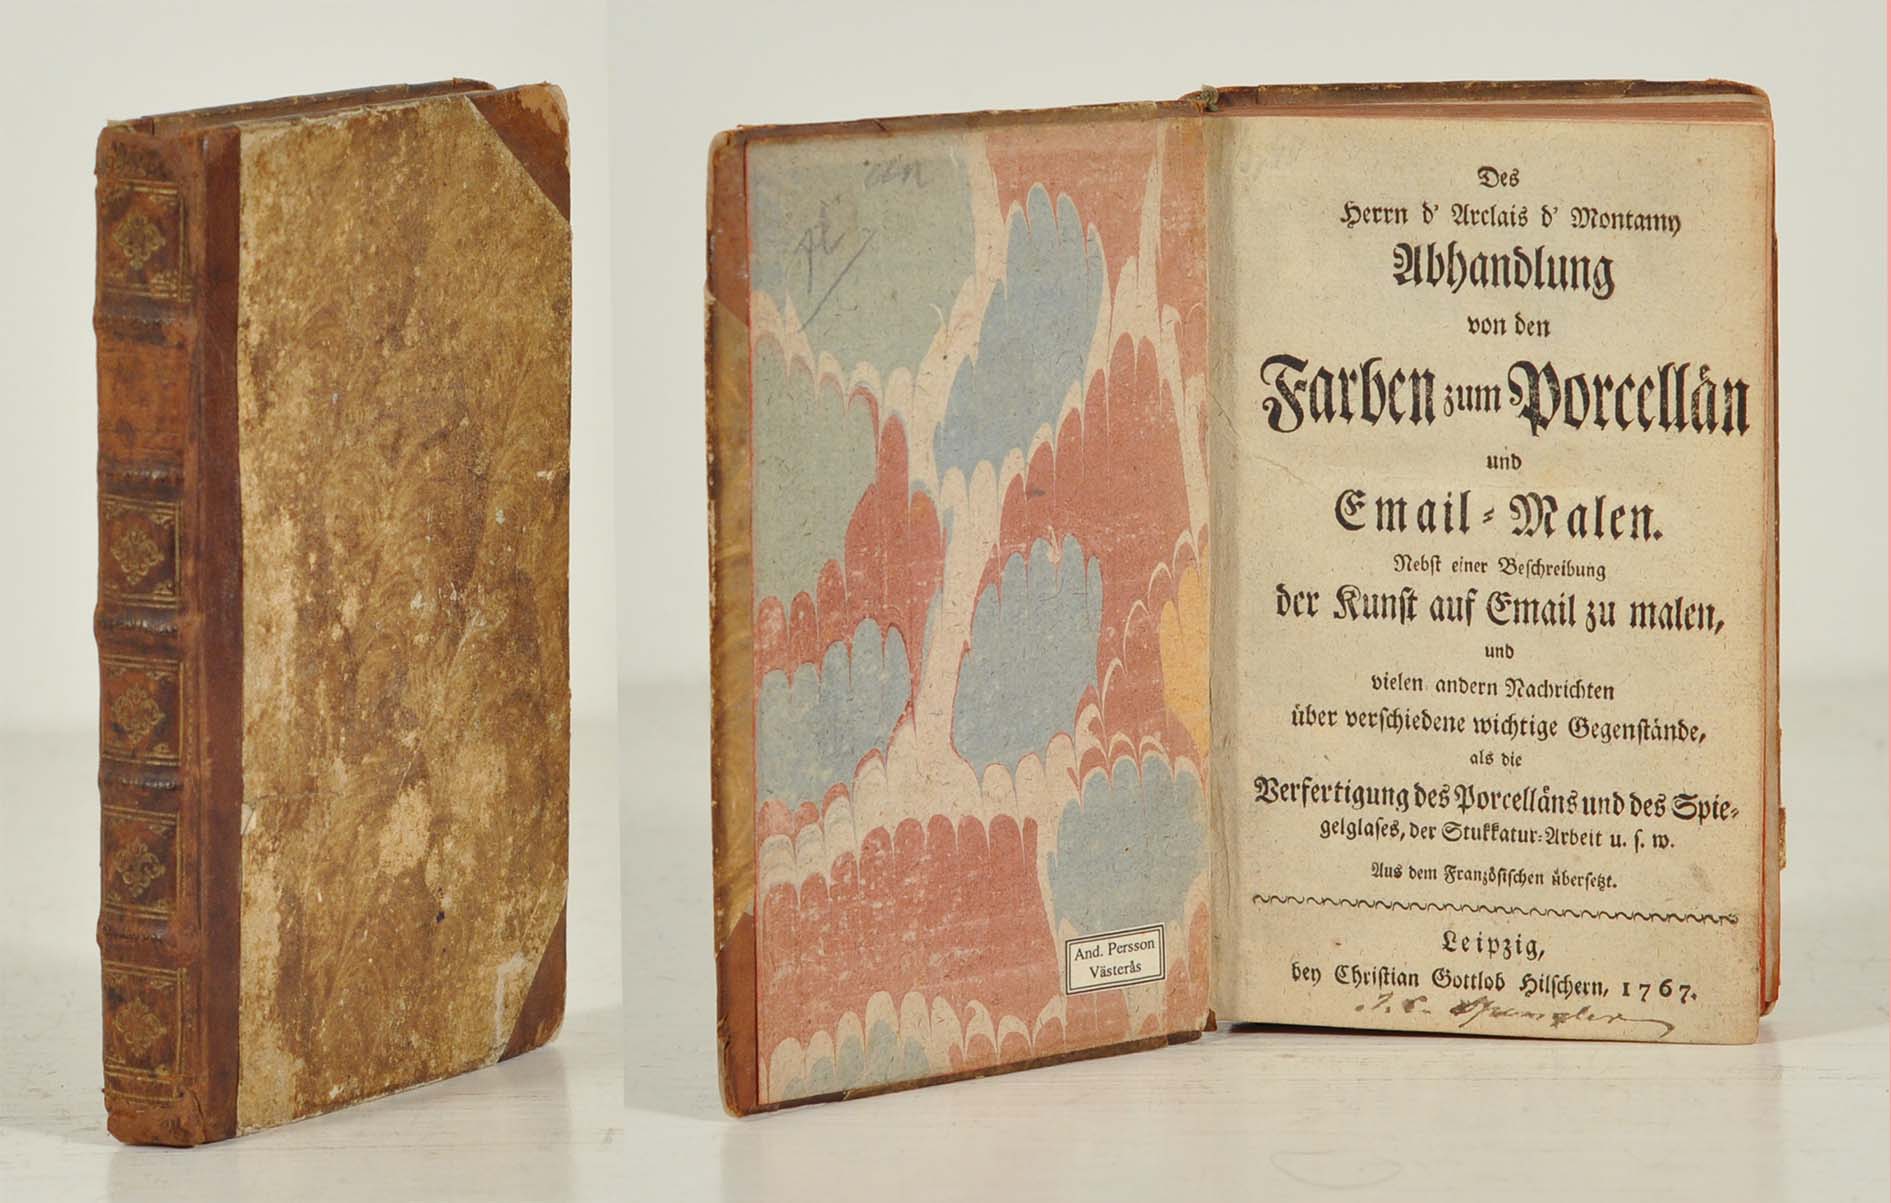 And. Persson
Västerås
Des
Herrn d' Arclais d' Montamy
Abhandlung
von den
Farben zum Porcellän
und
Email-Malen.
Nebst einer Beschreibung
der Kunst auf Email zu malen,
und
vielen andern Nachrichten
über verschiedene wichtige Gegenstände,
als die
Verfertigung des Porcelläns und des Spie-
gelglases, der Stukkatur-Arbeit u. s. w.
Aus dem Französischen übersetzt.
Leipzig,
bey Christian Gottlob Hilschern, 1767.